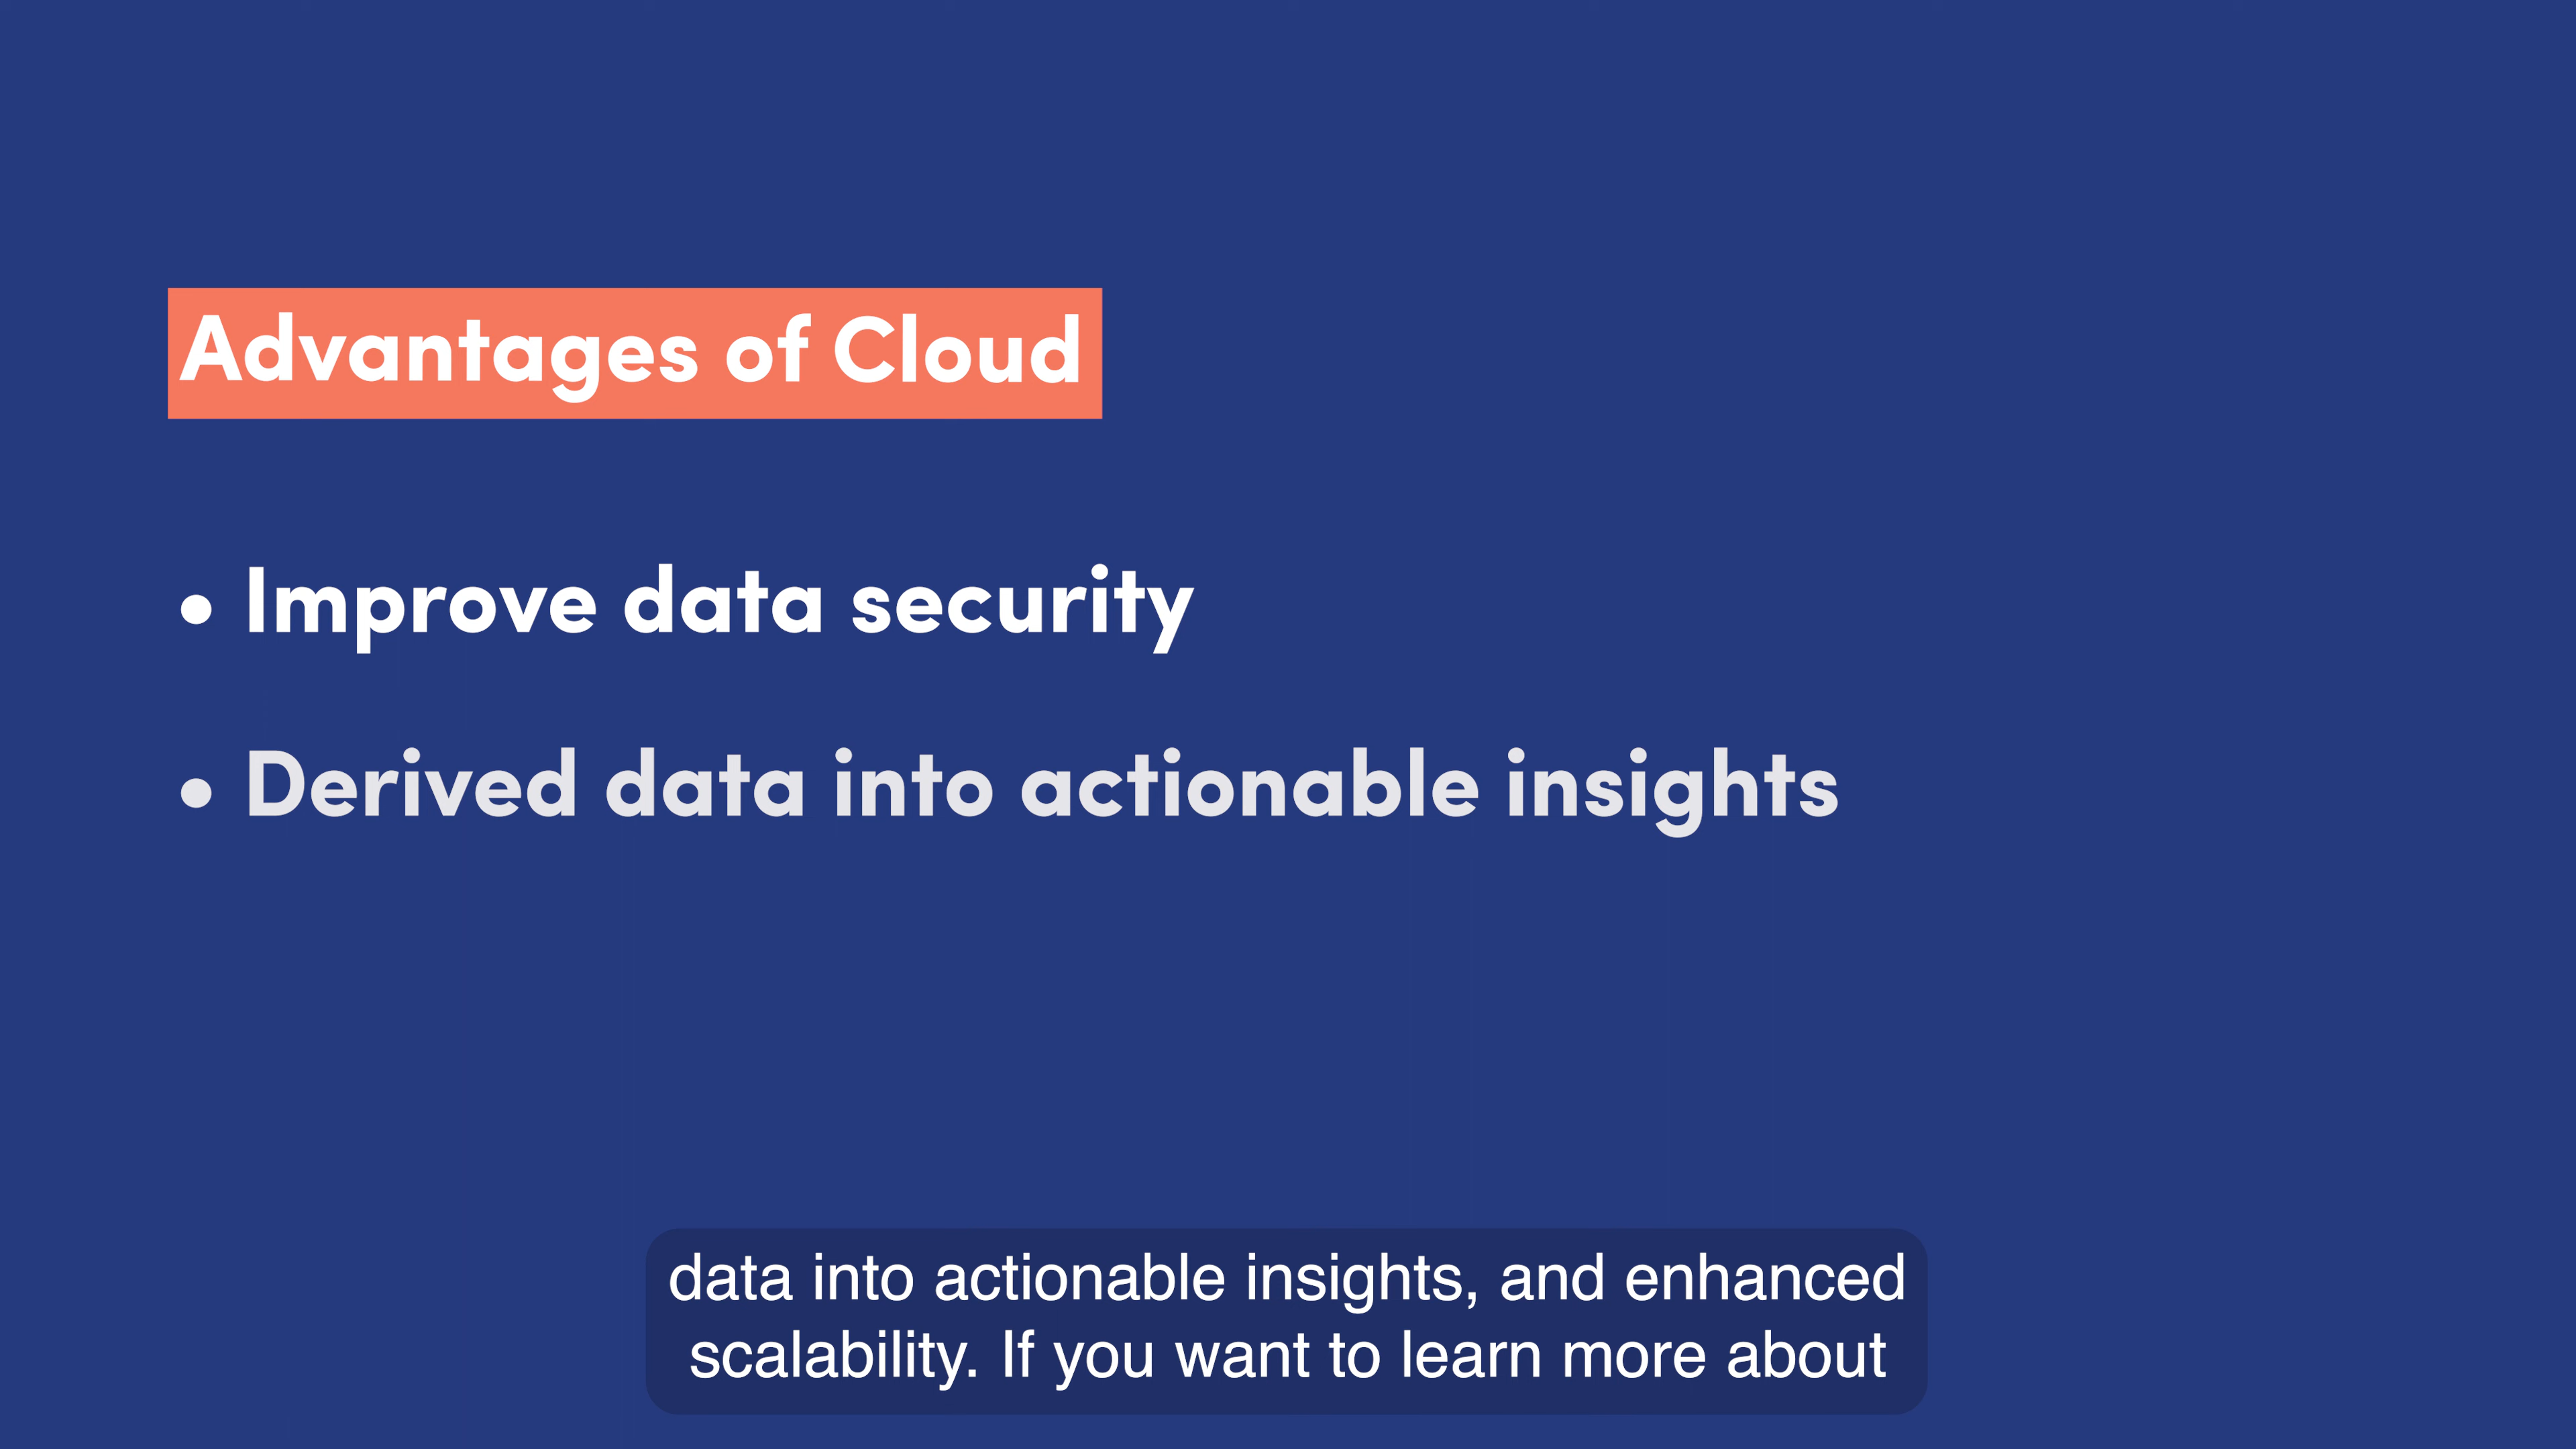 Advantages of Cloud
• Improve data security
• Derived data into actionable insights
data into actionable insights, and enhanced
scalability. If you want to learn more about